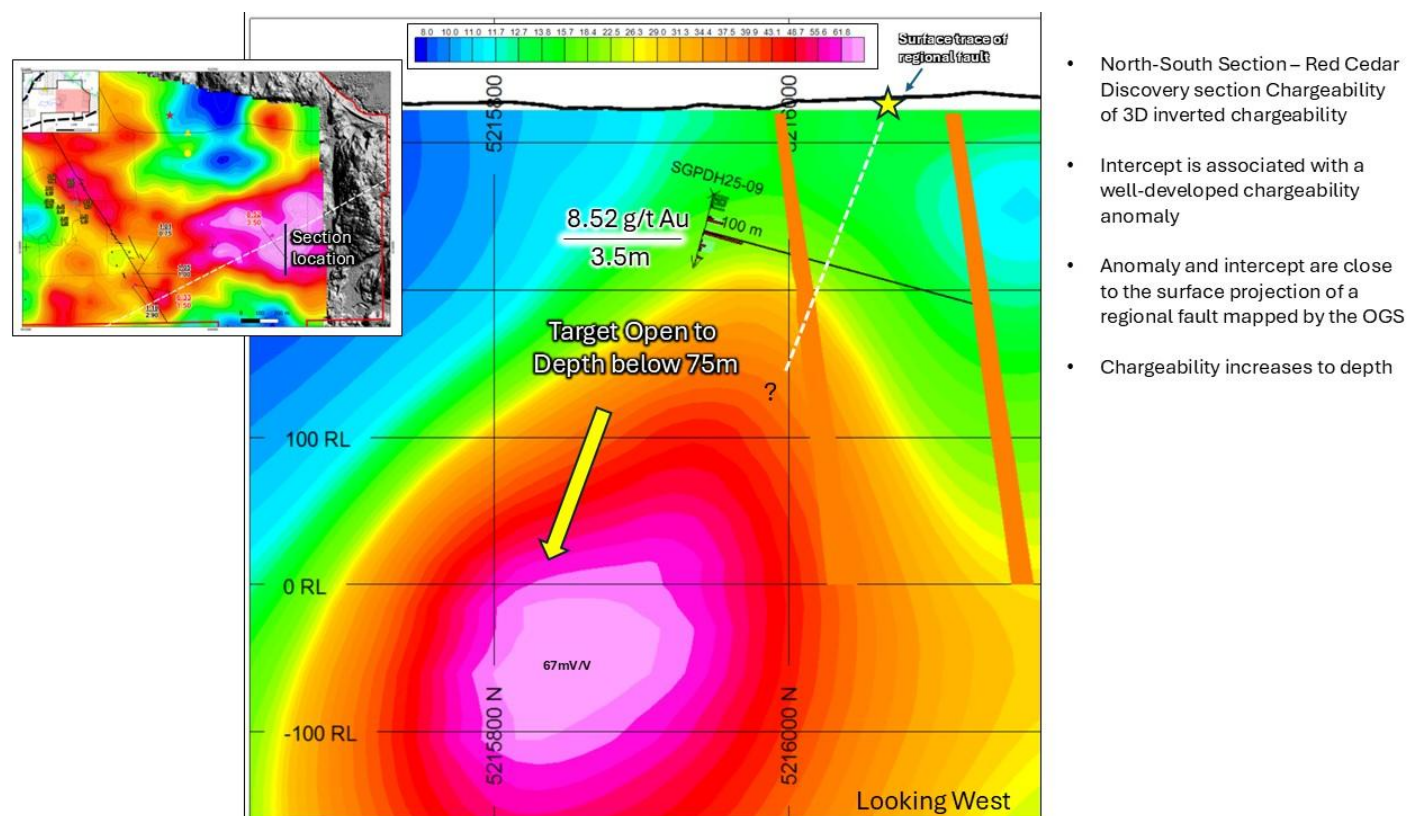 8.0 10.0 11.0 11.7 12.7 13.8 15.7 18.4 22.5 26.3 29.0 31.3 34.4 37.5 39.9 43.1 48.7 55.6 61.8
Surface trace of
regional fault
5215800
5216000
SGPDH25-09
100 m
8.52 g/t Au
3.5m
Target Open to
Depth below 75m
?
100 RL
0 RL
67mV/V
-100 RL
5215800 N
5216000 N
Looking West
Section
location
• North-South Section – Red Cedar
Discovery section Chargeability
of 3D inverted chargeability
• Intercept is associated with a
well-developed chargeability
anomaly
• Anomaly and intercept are close
to the surface projection of a
regional fault mapped by the OGS
• Chargeability increases to depth